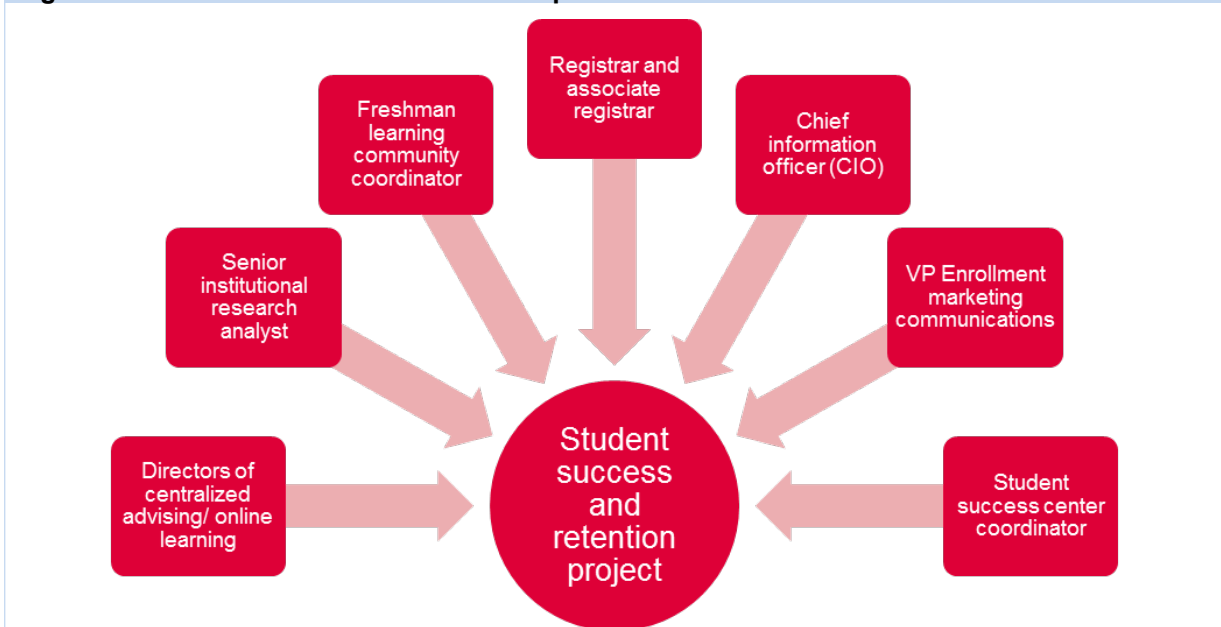 Registrar and
associate
registrar
Freshman
learning
community
coordinator
Chief
information
officer (CIO)
Senior
institutional
research
analyst
VP Enrollment
marketing
communications
Directors of
centralized
advising/ online
learning
Student
success
and
retention
project
Student
success center
coordinator